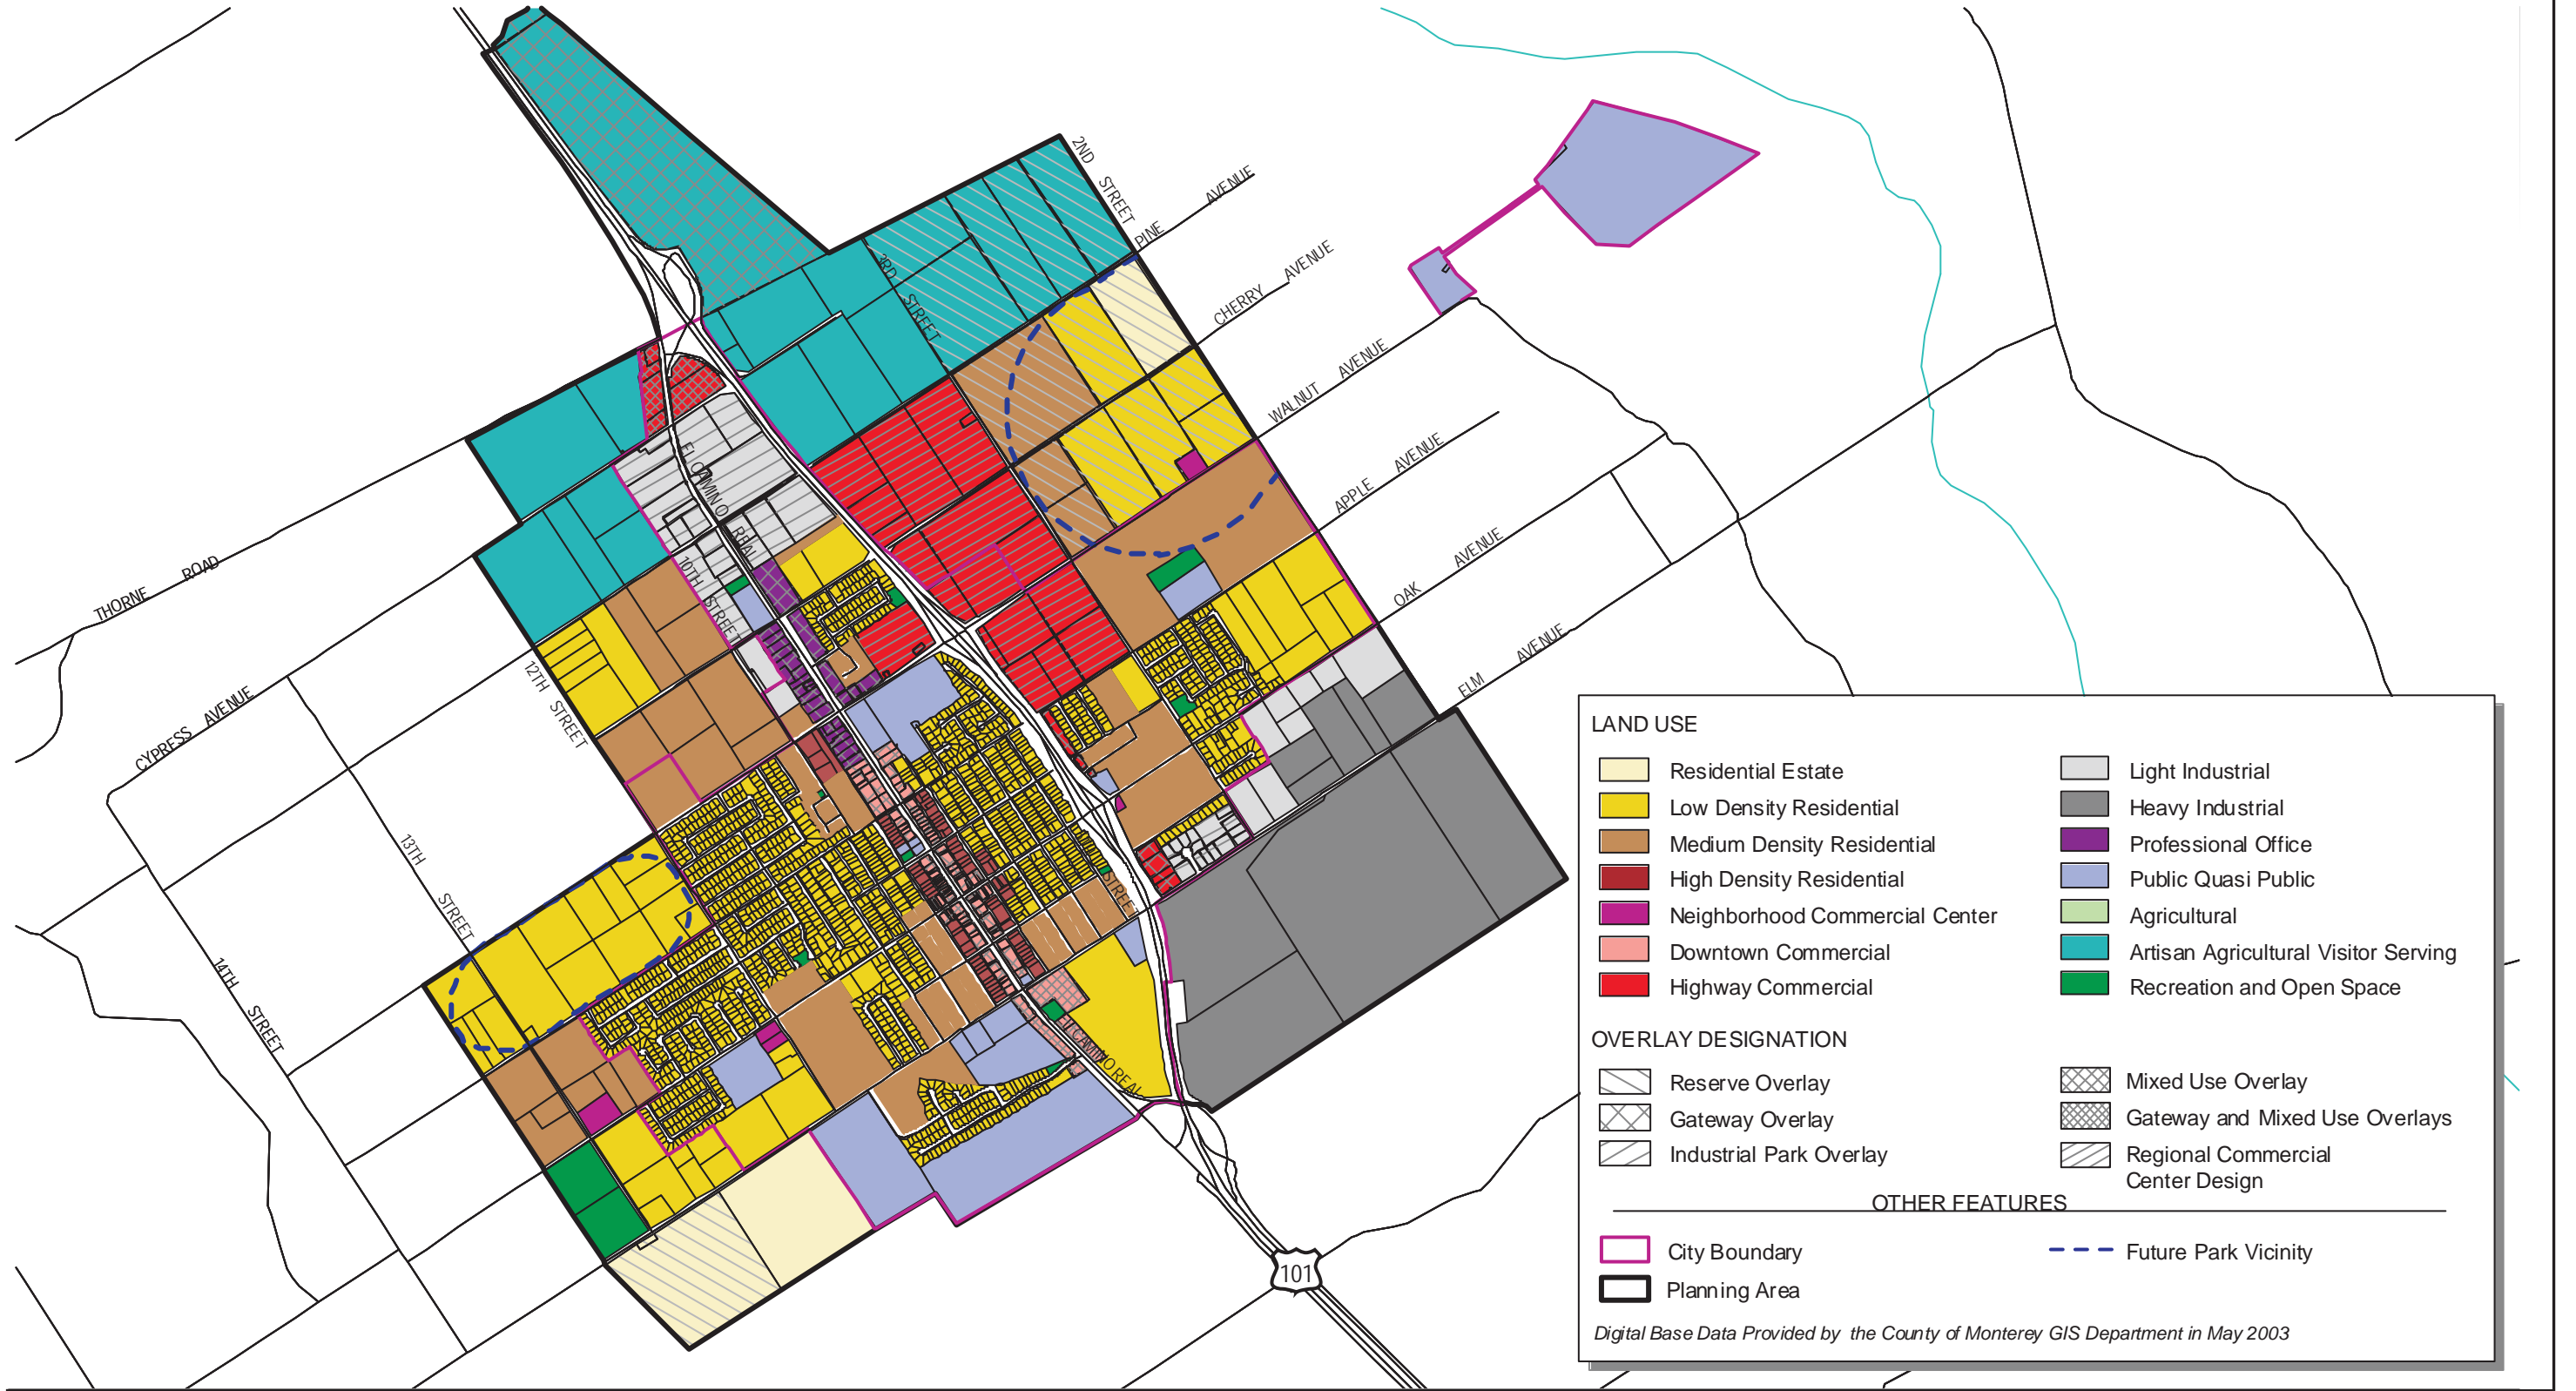 2ND
STREET
PINE
AVENUE
CHERRY
AVENUE
3RD
STREET
WALNUT
AVENUE
APPLE
AVENUE
OAK
AVENUE
ELM
AVENUE
EL CAMINO REAL
10TH
STREET
THORNE
ROAD
CYPRESS
AVENUE
12TH
STREET
13TH
STREET
14TH
STREET
STREET
EL CAMINO REAL
101
LAND USE
Residential Estate
Low Density Residential
Medium Density Residential
High Density Residential
Neighborhood Commercial Center
Downtown Commercial
Highway Commercial
Light Industrial
Heavy Industrial
Professional Office
Public Quasi Public
Agricultural
Artisan Agricultural Visitor Serving
Recreation and Open Space
OVERLAY DESIGNATION
Reserve Overlay
Gateway Overlay
Industrial Park Overlay
Mixed Use Overlay
Gateway and Mixed Use Overlays
Regional Commercial
Center Design
OTHER FEATURES
City Boundary
Planning Area
Future Park Vicinity
Digital Base Data Provided by the County of Monterey GIS Department in May 2003